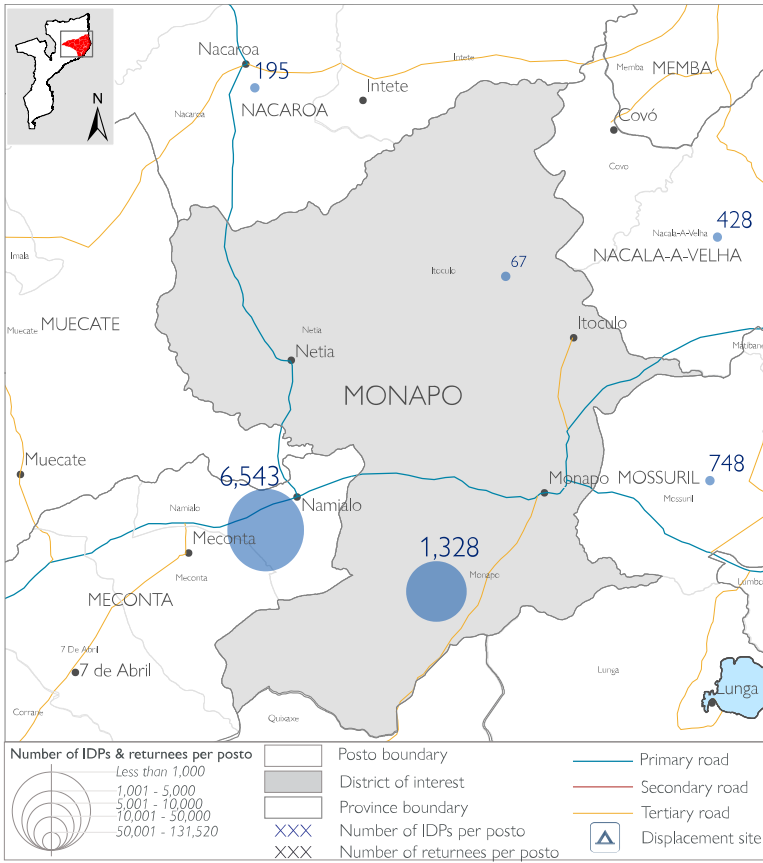 N
Nacaroa
195
Intete
Intete
Memba
MEMBA
NACAROA
Nacaroa
Covó
Covo
428
Nacala-A-Velha
NACALA-A-VELHA
Imala
Itoculo
67
Muecate
MUECATE
Netia
Netia
Itoculo
Matibane
MONAPO
Muecate
6,543
Namialo
Namialo
Monapo
MOSSURIL
748
Mossuril
Meconta
Meconta
MECONTA
1,328
Monapo
Lumbo
7 De Abril
7 de Abril
Lunga
Lunga
Corrane
Quixaxe
Number of IDPs & returnees per posto
Less than 1,000
1,001 - 5,000
5,001 - 10,000
10,001 - 50,000
50,001 - 131,520
Posto boundary
District of interest
Province boundary
XXX Number of IDPs per posto
XXX Number of returnees per posto
Primary road
Secondary road
Tertiary road
Displacement site